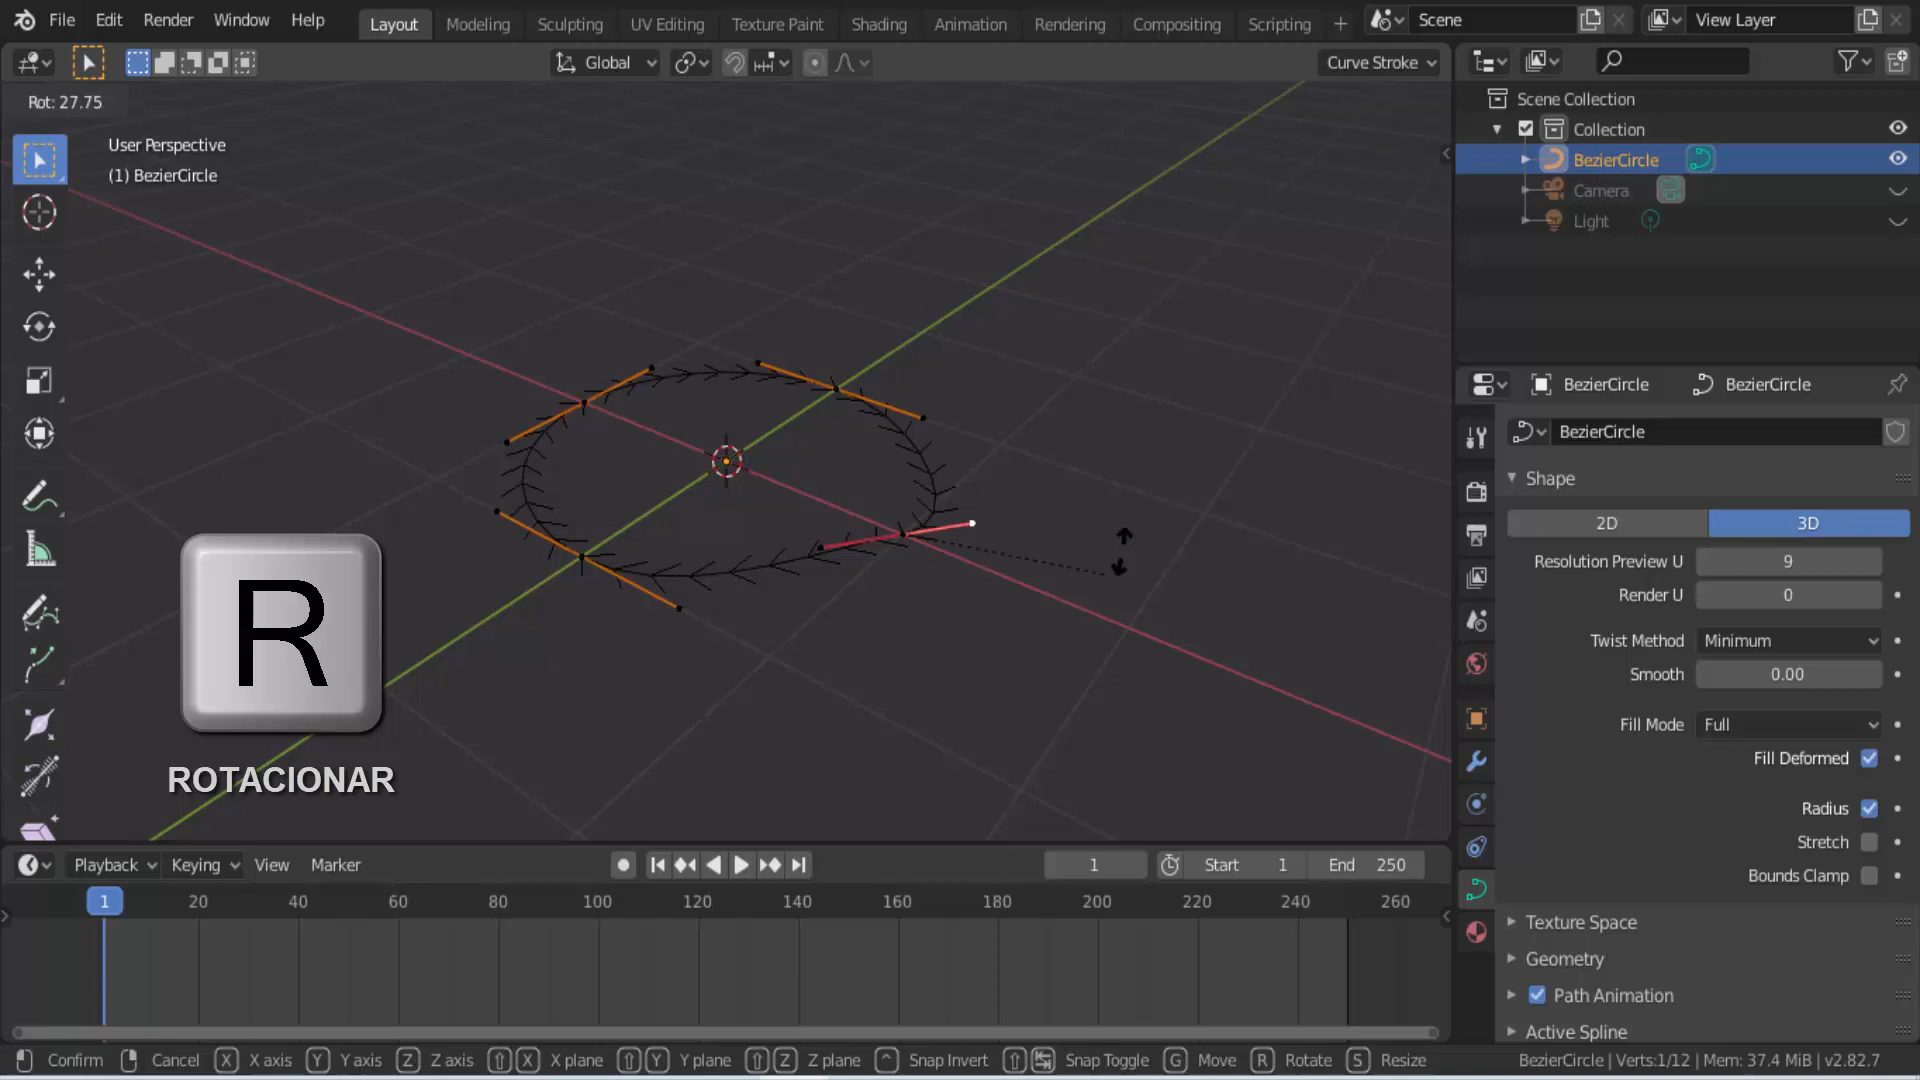 File Edit Render Window Help
Layout Modeling Sculpting UV Editing Texture Paint Shading Animation Rendering Compositing Scripting +
Scene
View Layer
Global
Curve Stroke
Rot: 27.75
User Perspective
(1) BezierCircle
R
ROTACIONAR
Scene Collection
Collection
BezierCircle
Camera
Light
BezierCircle BezierCircle
BezierCircle
Shape
2D 3D
Resolution Preview U 9
Render U 0
Twist Method Minimum
Smooth 0.00
Fill Mode Full
Fill Deformed
Radius
Stretch
Bounds Clamp
Texture Space
Geometry
Path Animation
Active Spline
Playback Keying View Marker
1 Start 1 End 250
1 20 40 60 80 100 120 140 160 180 200 220 240 260
Confirm Cancel X X axis Y Y axis Z Z axis X X plane Y Y plane Z Z plane Snap Invert Snap Toggle G Move R Rotate S Resize
BezierCircle | Verts:1/12 | Mem: 37.4 MiB | v2.82.7